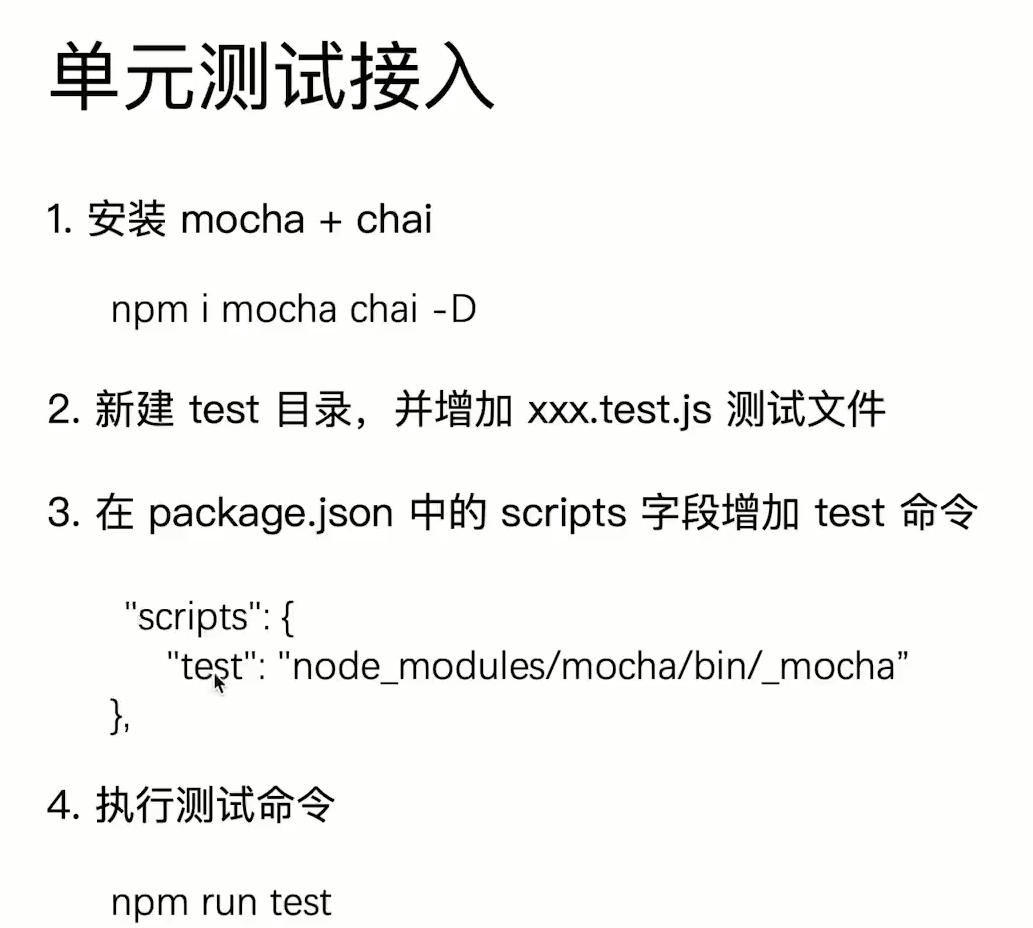 单元测试接入
1. 安装 mocha + chai
npm i mocha chai -D
2. 新建 test 目录，并增加 xxx.test.js 测试文件
3. 在 package.json 中的 scripts 字段增加 test 命令
"scripts": {
"test": "node_modules/mocha/bin/_mocha”
},
4. 执行测试命令
npm run test